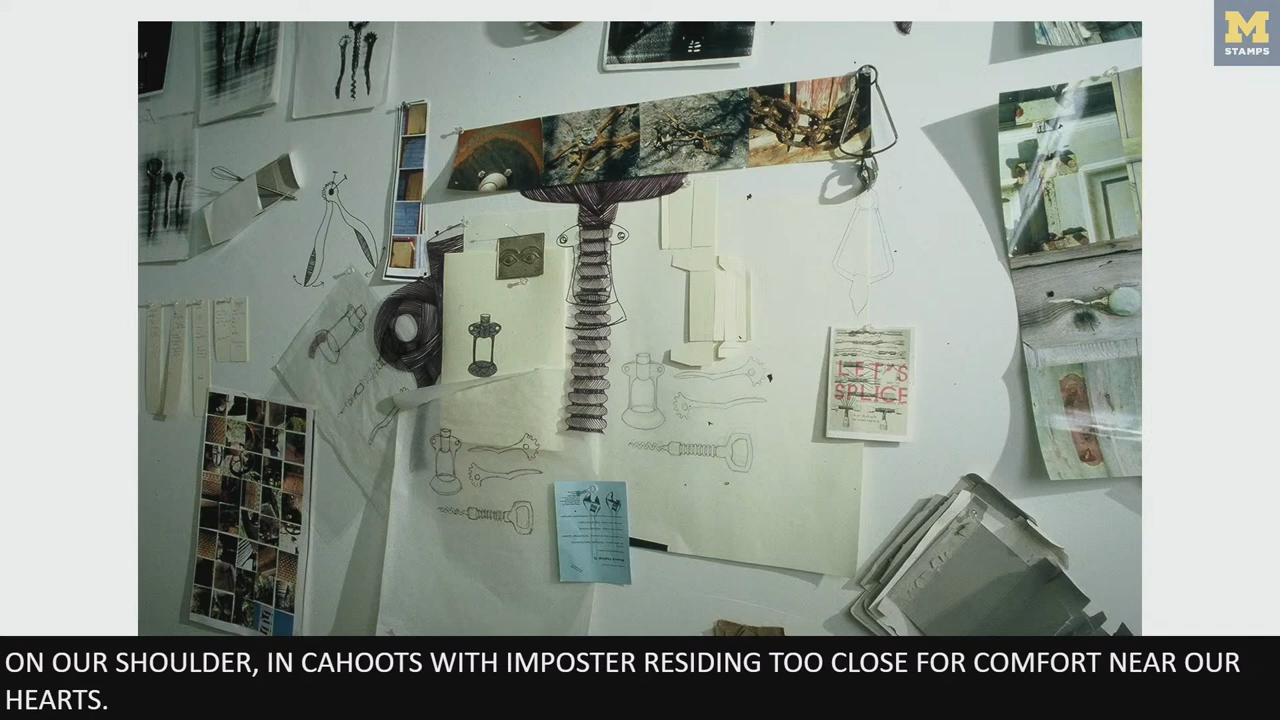 M
STAMPS
LET'S
SPLICE
ON OUR SHOULDER, IN CAHOOTS WITH IMPOSTER RESIDING TOO CLOSE FOR COMFORT NEAR OUR
HEARTS.